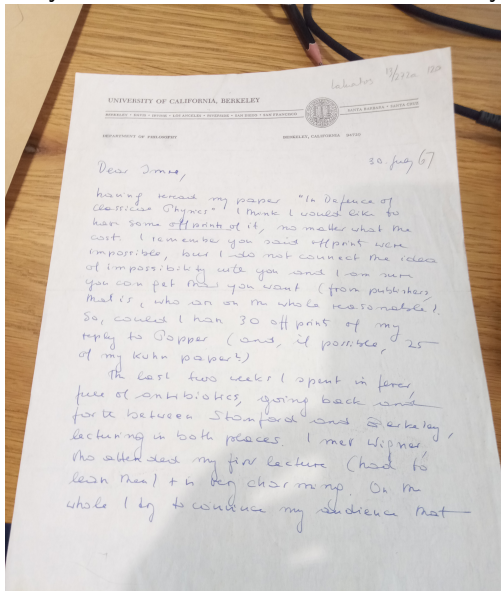 Lakatos
UNIVERSITY OF CALIFORNIA, BERKELEY
BERKELEY • DAVIS • IRVINE • LOS ANGELES • RIVERSIDE • SAN DIEGO • SAN FRANCISCO
SANTA BARBARA • SANTA CRUZ
DEPARTMENT OF PHILOSOPHY
BERKELEY, CALIFORNIA 94720
30. July 67
Dear Imre,
having reread my paper "In Defence of
Classical Physics" I think I would like to
have some offprints of it, no matter what the
cost. I remember you said offprints were
impossible, but I do not connect the idea
of impossibility with you and I am sure
you can get what you want (from publishers,
that is, who are on the whole reasonable).
So, could I have 30 offprints of my
reply to Popper (and, if possible, 25
of my Kuhn paper?)
The last two weeks I spent in fever,
full of antibiotics, going back and
forth between Stanford and Berkeley,
lecturing in both places. I met Wigner,
who attended my first lecture (had to
leave then) + is very charming. On the
whole I try to convince my audience that